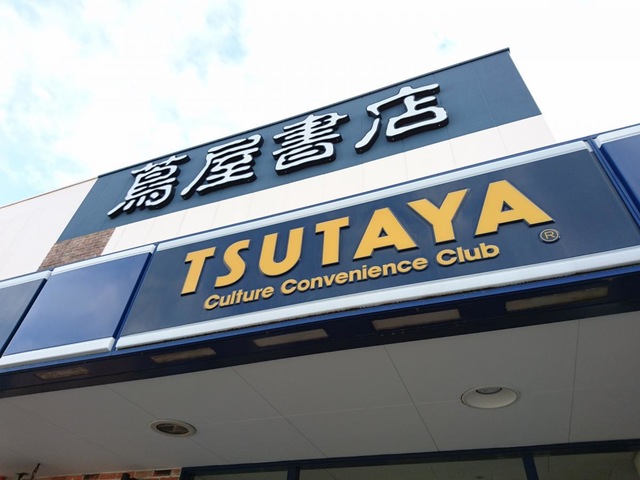 蔦屋書店
TSUTAYA
®
Culture Convenience Club